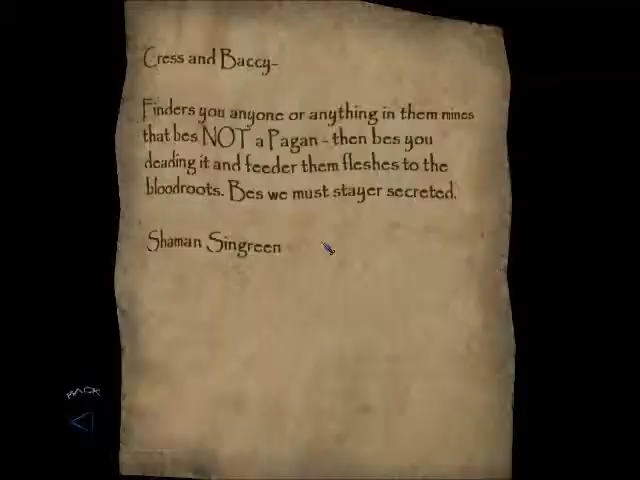 Cress and Baccy-
Finders you anyone or anything in them mines
that bes NOT a Pagan - then bes you
deading it and feeder them fleshes to the
bloodroots. Bes we must stayer secreted.
Shaman Singreen
BACK